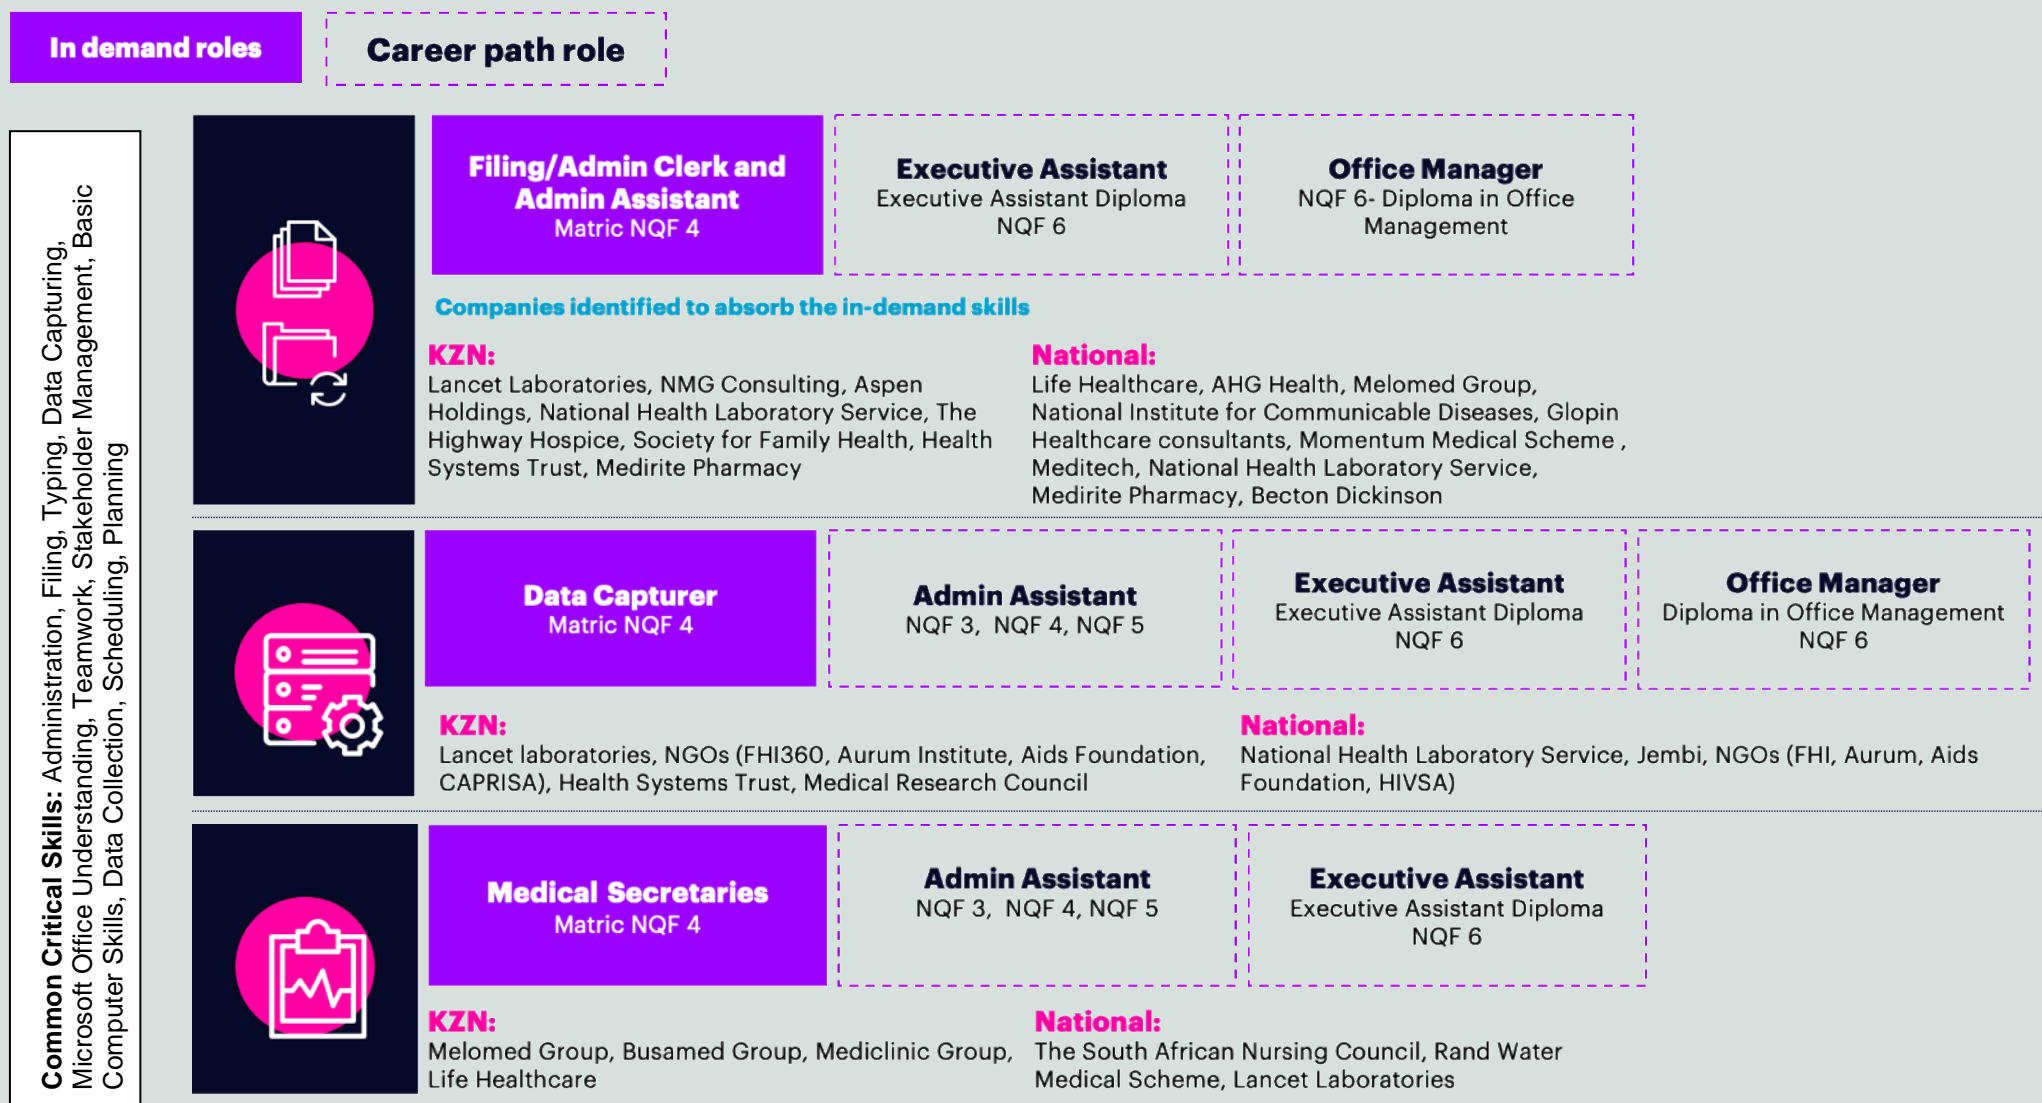 In demand roles
Career path role
Common Critical Skills: Administration, Filing, Typing, Data Capturing,
Microsoft Office Understanding, Teamwork, Stakeholder Management, Basic
Computer Skills, Data Collection, Scheduling, Planning
Filing/Admin Clerk and
Admin Assistant
Matric NQF 4
Executive Assistant
Executive Assistant Diploma
NQF 6
Office Manager
NQF 6- Diploma in Office
Management
Companies identified to absorb the in-demand skills
KZN:
Lancet Laboratories, NMG Consulting, Aspen
Holdings, National Health Laboratory Service, The
Highway Hospice, Society for Family Health, Health
Systems Trust, Medirite Pharmacy
National:
Life Healthcare, AHG Health, Melomed Group,
National Institute for Communicable Diseases, Glopin
Healthcare consultants, Momentum Medical Scheme ,
Meditech, National Health Laboratory Service,
Medirite Pharmacy, Becton Dickinson
Data Capturer
Matric NQF 4
Admin Assistant
NQF 3,  NQF 4, NQF 5
Executive Assistant
Executive Assistant Diploma
NQF 6
Office Manager
Diploma in Office Management
NQF 6
KZN:
Lancet laboratories, NGOs (FHI360, Aurum Institute, Aids Foundation,
CAPRISA), Health Systems Trust, Medical Research Council
National:
National Health Laboratory Service, Jembi, NGOs (FHI, Aurum, Aids
Foundation, HIVSA)
Medical Secretaries
Matric NQF 4
Admin Assistant
NQF 3,  NQF 4, NQF 5
Executive Assistant
Executive Assistant Diploma
NQF 6
KZN:
Melomed Group, Busamed Group, Mediclinic Group,
Life Healthcare
National:
The South African Nursing Council, Rand Water
Medical Scheme, Lancet Laboratories